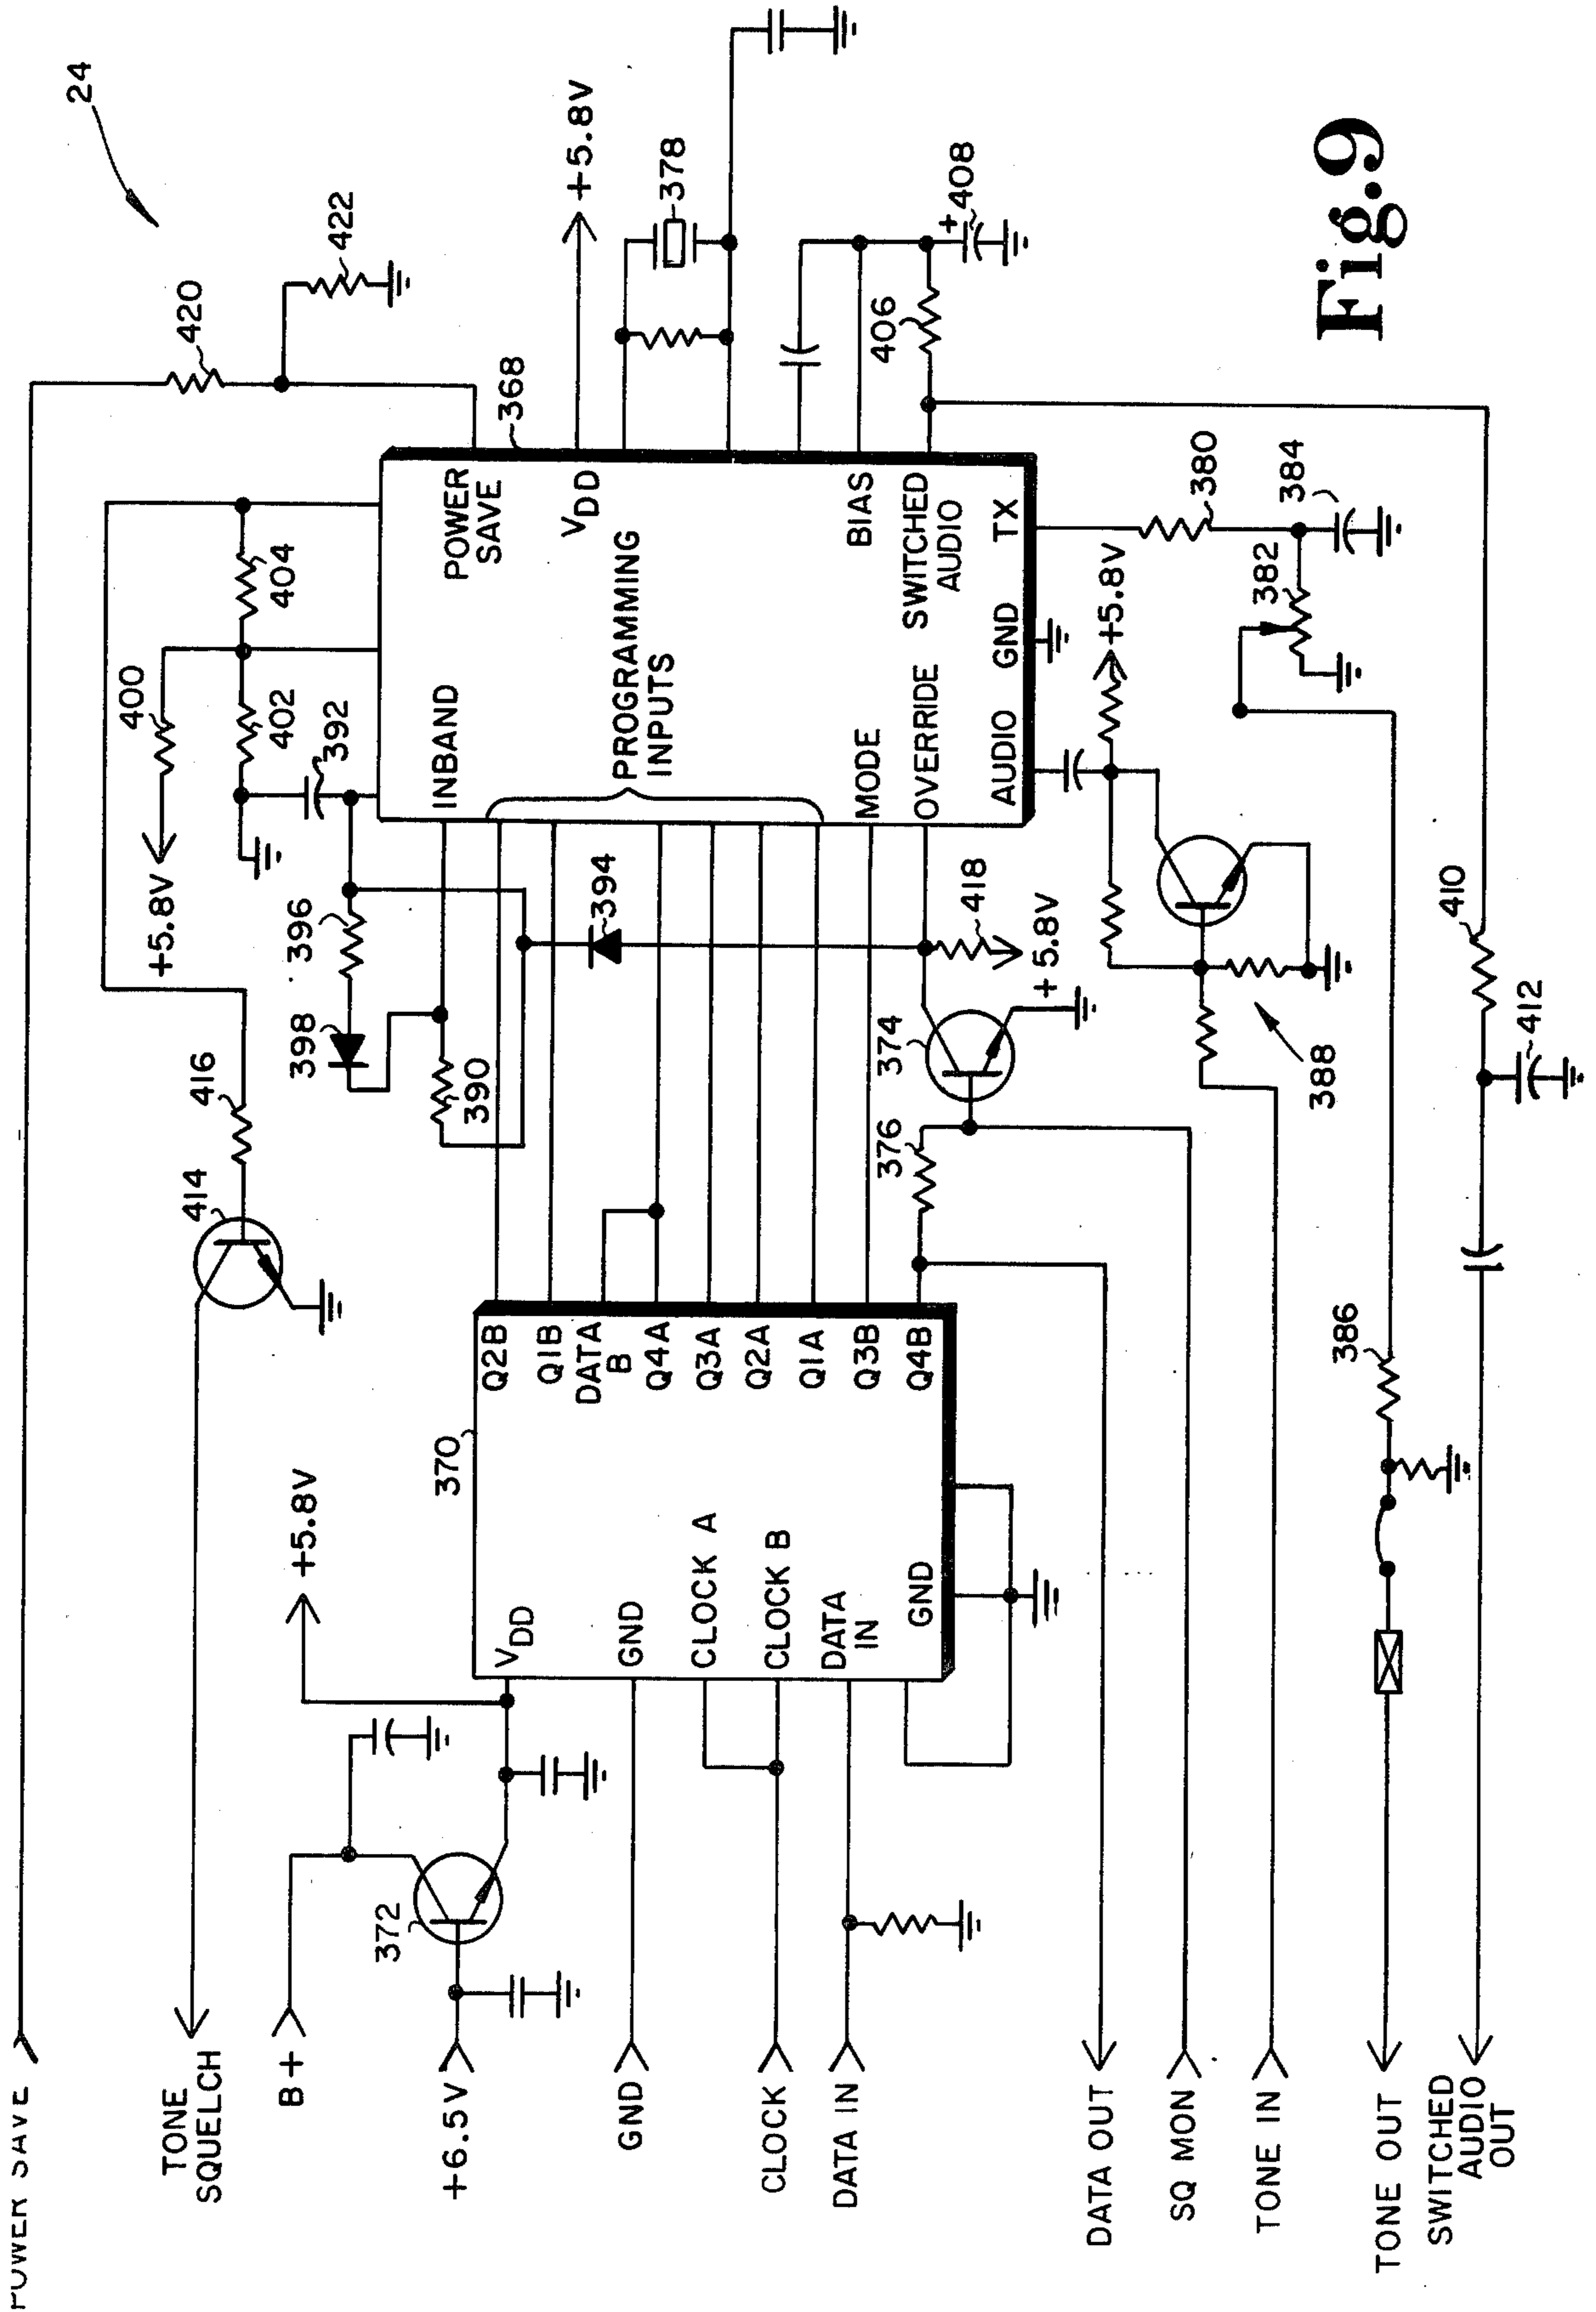 POWER SAVE
24
TONE
SQUELCH
414
416
+5.8V
400
420
422
B+
+5.8V
398
396
392
402
404
372
370
390
+6.5V
VDD
Q2B
INBAND
POWER
SAVE
368
+5.8V
Q1B
394
VDD
GND
GND
DATA
B
PROGRAMMING
INPUTS
378
Q4A
CLOCK A
Q3A
CLOCK
CLOCK B
Q2A
DATA IN
DATA
IN
Q1A
Q3B
MODE
BIAS
376
374
406
408
GND
Q4B
OVERRIDE
SWITCHED
AUDIO
418
+5.8V
AUDIO
GND
TX
DATA OUT
+5.8V
SQ MON
380
TONE IN
388
382
384
TONE OUT
386
SWITCHED
AUDIO
OUT
410
412
Fig.9